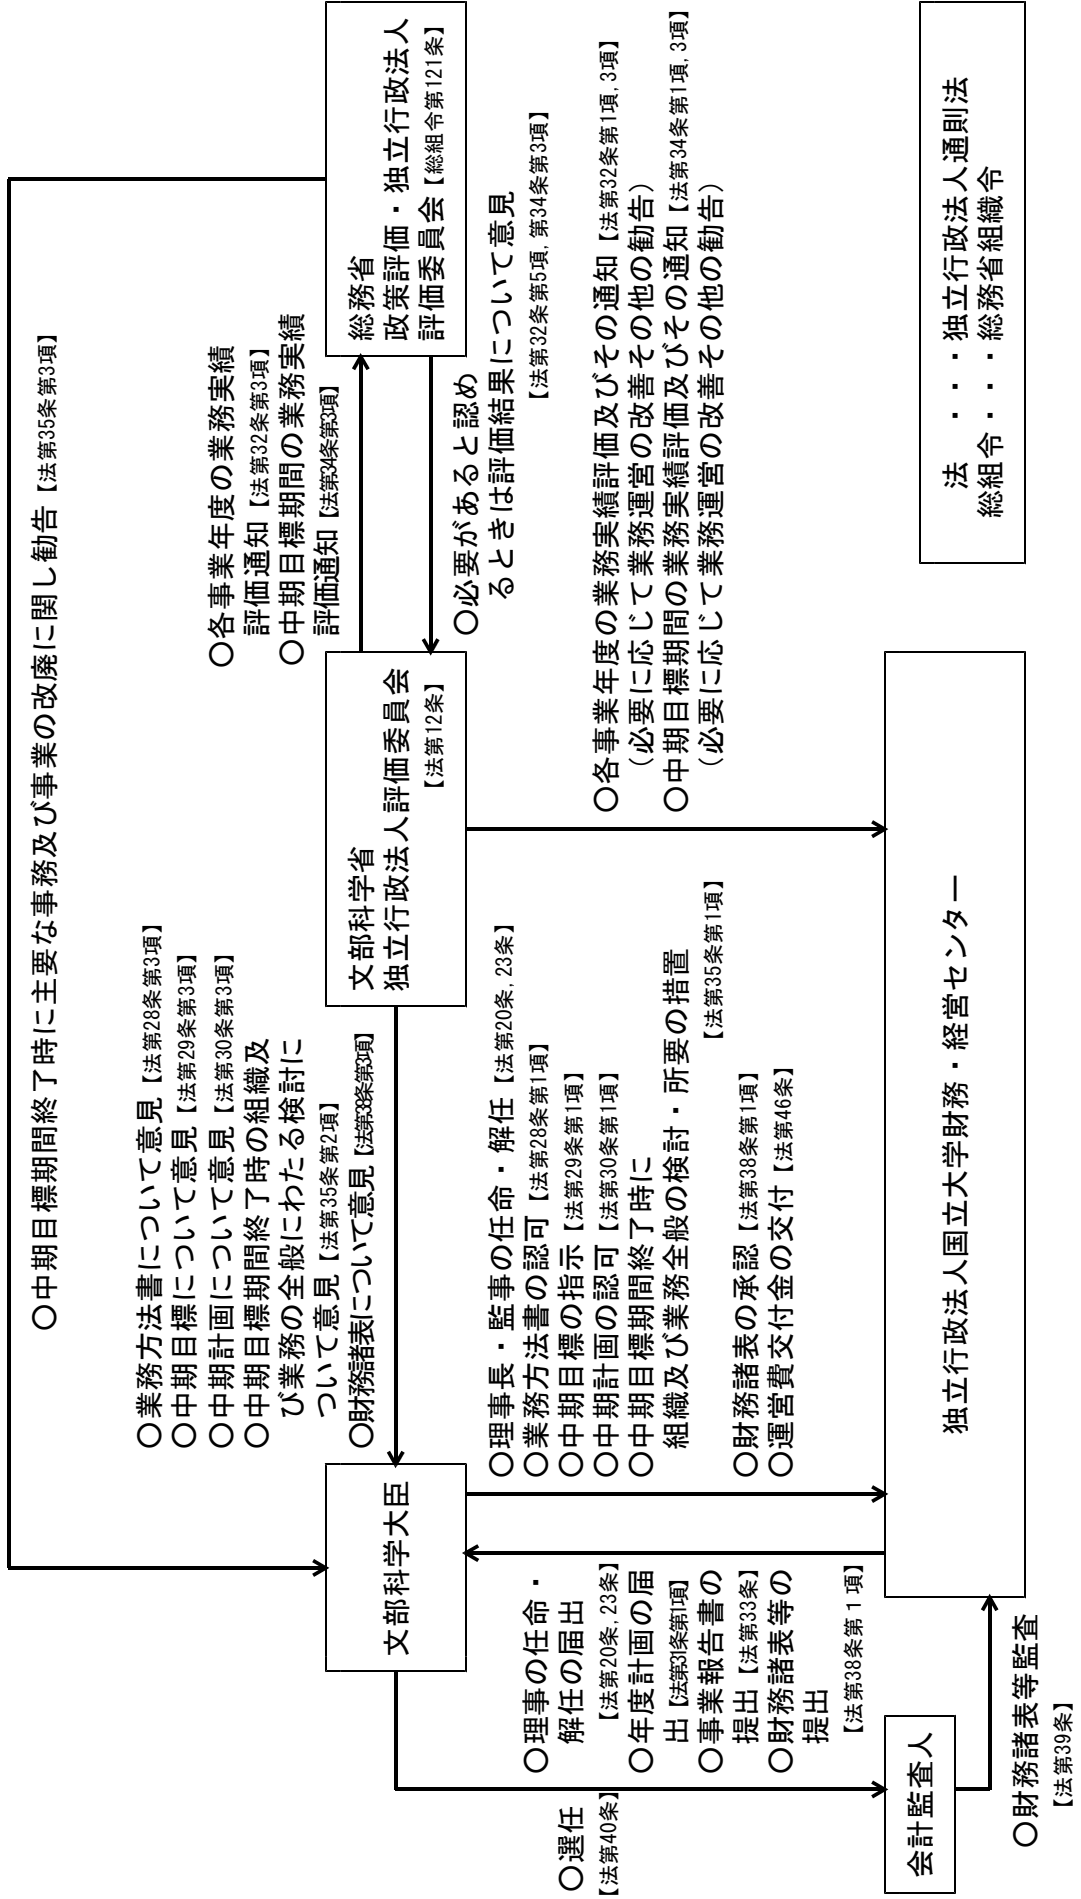 ○中期目標期間終了時に主要な事務及び事業の改廃に関し勧告【法第35条第3項】
○業務方法書について意見【法第28条第3項】
○中期目標について意見【法第29条第3項】
○中期計画について意見【法第30条第3項】
○中期目標期間終了時の組織及
び業務の全般にわたる検討に
ついて意見【法第35条第2項】
○財務諸表について意見【法第38条第3項】
○各事業年度の業務実績
評価通知【法第32条第3項】
○中期目標期間の業務実績
評価通知【法第34条第3項】
文部科学大臣
文部科学省
独立行政法人評価委員会
【法第12条】
総務省
政策評価・独立行政法人
評価委員会【総組令第121条】
○必要があると認め
るときは評価結果について意見
【法第32条第5項,第34条第3項】
○選任
【法第40条】
○理事の任命・
解任の届出
【法第20条,23条】
○年度計画の届
出【法第31条第1項】
○事業報告書の
提出【法第33条】
○財務諸表等の
提出
【法第38条第１項】
○理事長・監事の任命・解任【法第20条,23条】
○業務方法書の認可【法第28条第1項】
○中期目標の指示【法第29条第1項】
○中期計画の認可【法第30条第1項】
○中期目標期間終了時に
組織及び業務全般の検討・所要の措置
【法第35条第1項】
○財務諸表の承認【法第38条第1項】
○運営費交付金の交付【法第46条】
○各事業年度の業務実績評価及びその通知【法第32条第1項,3項】
（必要に応じて業務運営の改善その他の勧告）
○中期目標期間の業務実績評価及びその通知【法第34条第1項,3項】
（必要に応じて業務運営の改善その他の勧告）
会計監査人
独立行政法人国立大学財務・経営センター
法　・・・独立行政法人通則法
総組令・・・総務省組織令
○財務諸表等監査
【法第39条】